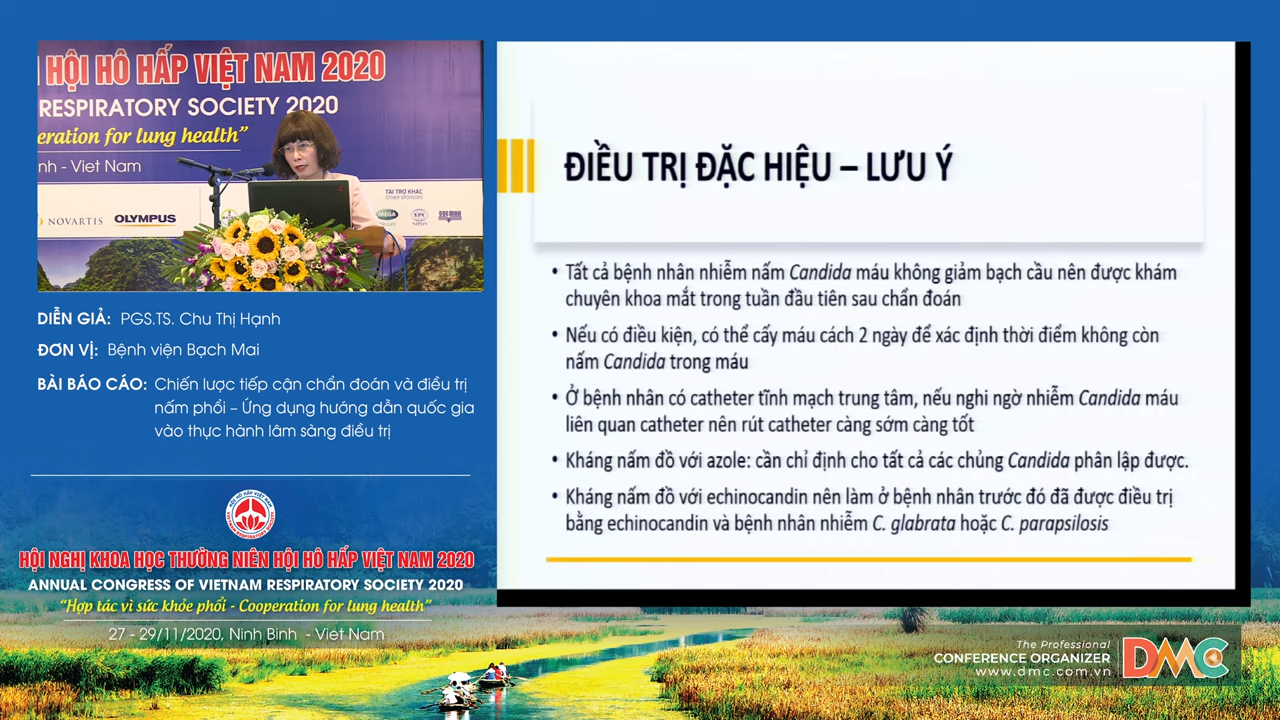 HỘI HÔ HẤP VIỆT NAM 2020
RESPIRATORY SOCIETY 2020
eration for lung health”
nh - Viet Nam
TÀI TRỢ KHÁC
OTHER SPONSORS
NOVARTIS
OLYMPUS
MEGA
NIPON
DIỄN GIẢ: PGS.TS. Chu Thị Hạnh
ĐƠN VỊ: Bệnh viện Bạch Mai
BÀI BÁO CÁO: Chiến lược tiếp cận chẩn đoán và điều trị
nấm phổi – Ứng dụng hướng dẫn quốc gia
vào thực hành lâm sàng điều trị
HỘI HÔ HẤP VIỆT NAM
VIETNAM RESPIRATORY SOCIETY
HỘI NGHỊ KHOA HỌC THƯỜNG NIÊN HỘI HÔ HẤP VIỆT NAM 2020
ANNUAL CONGRESS OF VIETNAM RESPIRATORY SOCIETY 2020
“Hợp tác vì sức khỏe phổi - Cooperation for lung health”
27 - 29/11/2020, Ninh Binh - Viet Nam
ĐIỀU TRỊ ĐẶC HIỆU – LƯU Ý
• Tất cả bệnh nhân nhiễm nấm Candida máu không giảm bạch cầu nên được khám
chuyên khoa mắt trong tuần đầu tiên sau chẩn đoán
• Nếu có điều kiện, có thể cấy máu cách 2 ngày để xác định thời điểm không còn
nấm Candida trong máu
• Ở bệnh nhân có catheter tĩnh mạch trung tâm, nếu nghi ngờ nhiễm Candida máu
liên quan catheter nên rút catheter càng sớm càng tốt
• Kháng nấm đồ với azole: cần chỉ định cho tất cả các chủng Candida phân lập được.
• Kháng nấm đồ với echinocandin nên làm ở bệnh nhân trước đó đã được điều trị
bằng echinocandin và bệnh nhân nhiễm C. glabrata hoặc C. parapsilosis
The Professional
CONFERENCE ORGANIZER
www.dmc.com.vn
DMC